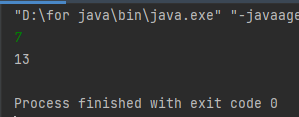 "D:\for java\bin\java.exe" "-javaage
7
13
Process finished with exit code 0